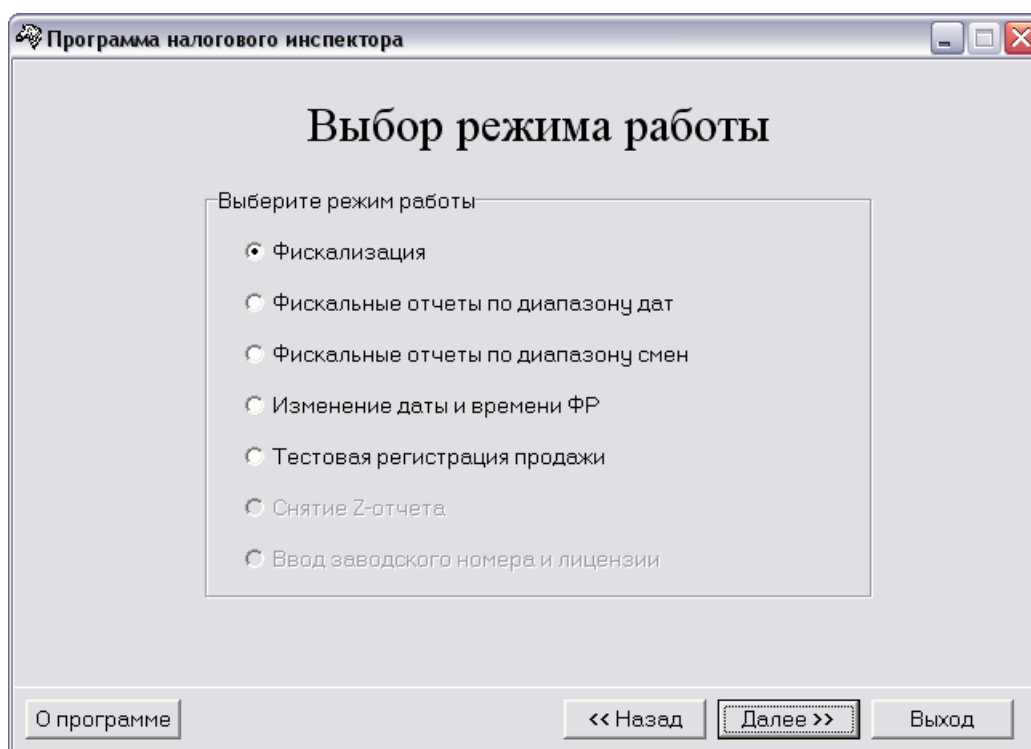 Программа налогового инспектора
Выбор режима работы
Выберите режим работы
Фискализация
Фискальные отчеты по диапазону дат
Фискальные отчеты по диапазону смен
Изменение даты и времени ФР
Тестовая регистрация продажи
Снятие Z-отчета
Ввод заводского номера и лицензии
О программе << Назад Далее >> Выход